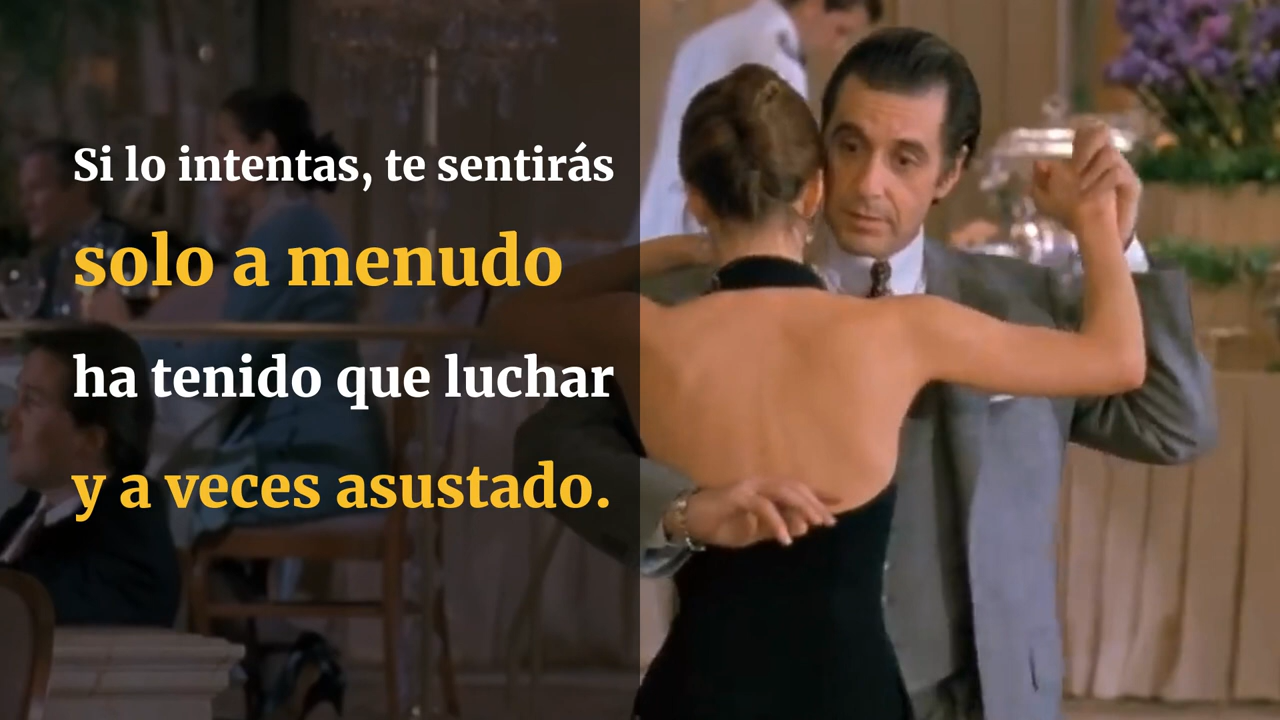 Si lo intentas, te sentirás
solo a menudo
ha tenido que luchar
y a veces asustado.